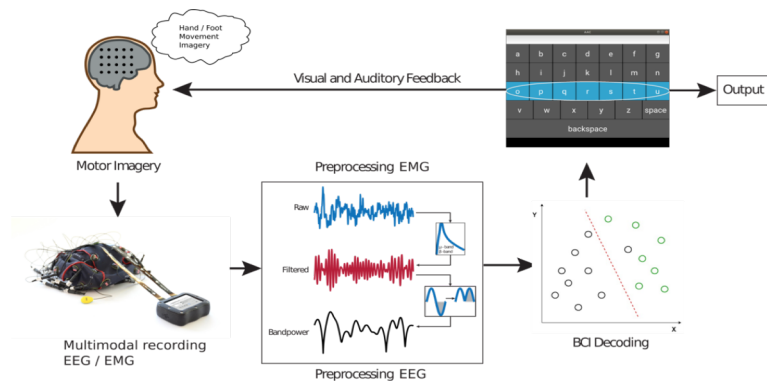 Hand / Foot
Movement
Imagery
Visual and Auditory Feedback
a b c d e f g
h i j k l m n
o p q r s t u
v w x y z space
backspace
Output
Motor Imagery
Preprocessing EMG
Raw
Filtered
Bandpower
Preprocessing EEG
Multimodal recording
EEG / EMG
Y
X
BCI Decoding